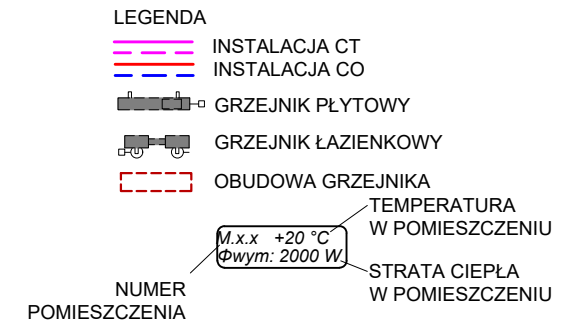 LEGENDA
INSTALACJA CT
INSTALACJA CO
GRZEJNIK PŁYTOWY
GRZEJNIK ŁAZIENKOWY
OBUDOWA GRZEJNIKA
TEMPERATURA
W POMIESZCZENIU
M.x.x +20 °C
Φwym: 2000 W
STRATA CIEPŁA
W POMIESZCZENIU
NUMER
POMIESZCZENIA